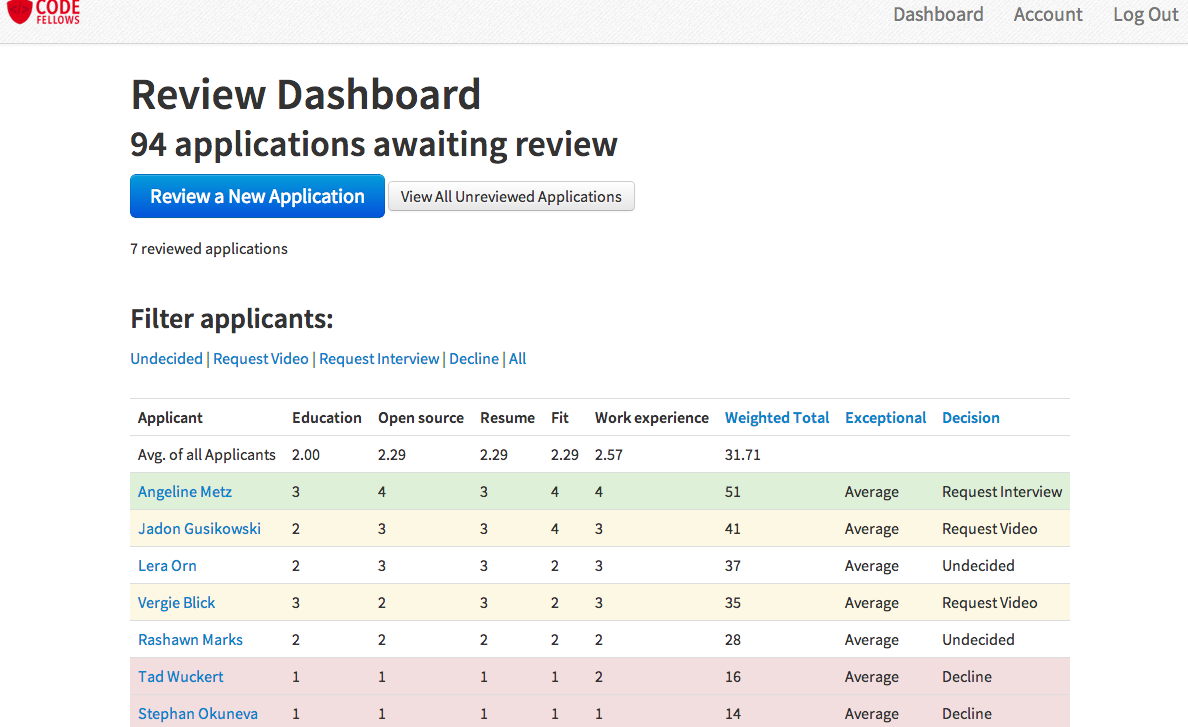 CODE
FELLOWS
Dashboard Account Log Out
Review Dashboard
94 applications awaiting review
Review a New Application View All Unreviewed Applications
7 reviewed applications
Filter applicants:
Undecided | Request Video | Request Interview | Decline | All
Applicant Education Open source Resume Fit Work experience Weighted Total Exceptional Decision
Avg. of all Applicants 2.00 2.29 2.29 2.29 2.57 31.71
Angeline Metz 3 4 3 4 4 51 Average Request Interview
Jadon Gusikowski 2 3 3 4 3 41 Average Request Video
Lera Orn 2 3 3 2 3 37 Average Undecided
Vergie Blick 3 2 3 2 3 35 Average Request Video
Rashawn Marks 2 2 2 2 2 28 Average Undecided
Tad Wuckert 1 1 1 1 2 16 Average Decline
Stephan Okuneva 1 1 1 1 1 14 Average Decline